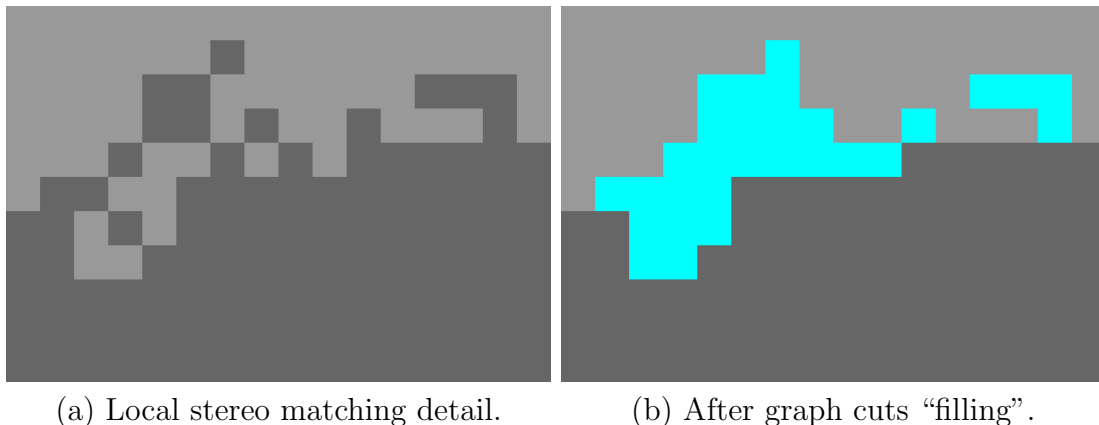 (a) Local stereo matching detail.
(b) After graph cuts “filling”.